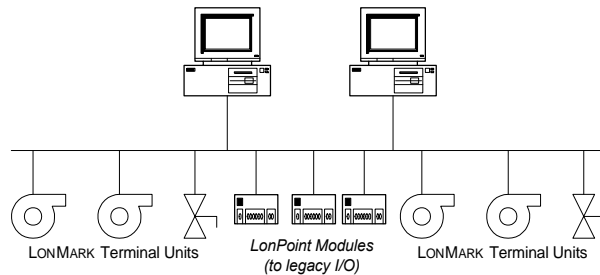 LONMARK Terminal Units
LonPoint Modules
(to legacy I/O)
LONMARK Terminal Units